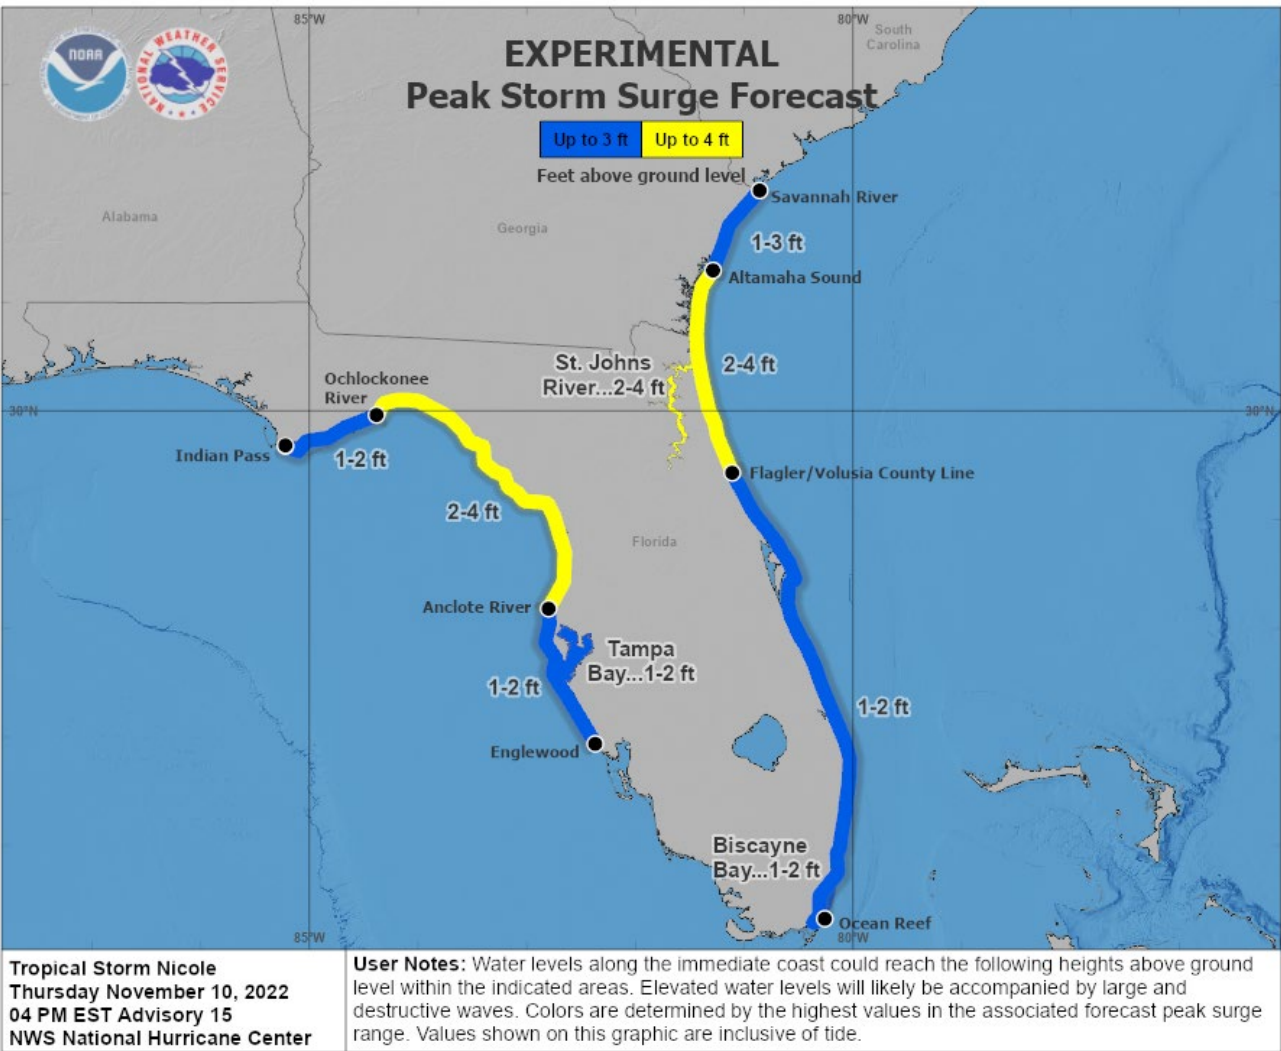 85°W
80°W
South
Carolina
NOAA
NATIONAL WEATHER SERVICE
EXPERIMENTAL
Peak Storm Surge Forecast
Up to 3 ft Up to 4 ft
Feet above ground level
Savannah River
Alabama
Georgia
1-3 ft
Altamaha Sound
St. Johns
River...2-4 ft
2-4 ft
Ochlockonee
River
30°N
30°N
Indian Pass
1-2 ft
Flagler/Volusia County Line
2-4 ft
Florida
Anclote River
Tampa
Bay...1-2 ft
1-2 ft
1-2 ft
Englewood
Biscayne
Bay...1-2 ft
Ocean Reef
85°W
80°W
Tropical Storm Nicole
Thursday November 10, 2022
04 PM EST Advisory 15
NWS National Hurricane Center
User Notes: Water levels along the immediate coast could reach the following heights above ground
level within the indicated areas. Elevated water levels will likely be accompanied by large and
destructive waves. Colors are determined by the highest values in the associated forecast peak surge
range. Values shown on this graphic are inclusive of tide.